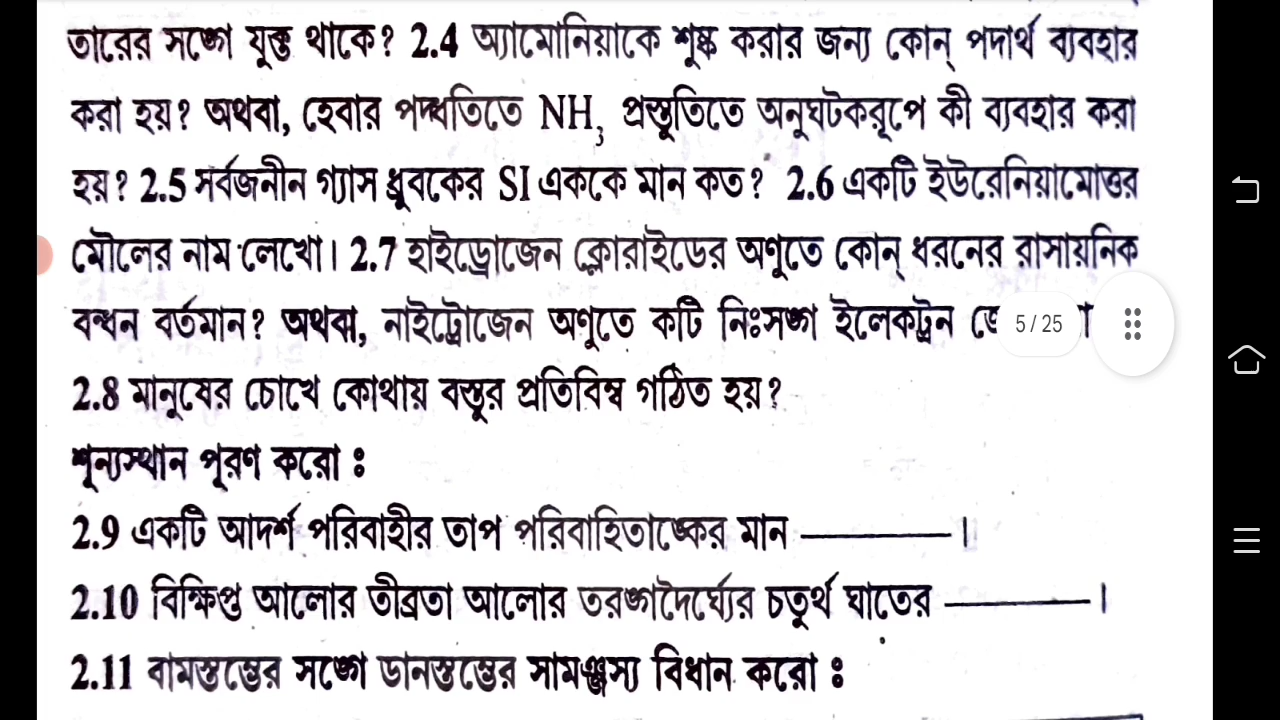 তারের সঙ্গে যুক্ত থাকে? 2.4 অ্যামোনিয়াকে শুষ্ক করার জন্য কোন্ পদার্থ ব্যবহার
করা হয়? অথবা, হেবার পদ্ধতিতে NH₃ প্রস্তুতিতে অনুঘটকরূপে কী ব্যবহার করা
হয়? 2.5 সর্বজনীন গ্যাস ধ্রুবকের SI এককে মান কত? 2.6 একটি ইউরেনিয়ামোত্তর
মৌলের নাম লেখো। 2.7 হাইড্রোজেন ক্লোরাইডের অণুতে কোন্ ধরনের রাসায়নিক
বন্ধন বর্তমান? অথবা, নাইট্রোজেন অণুতে কটি নিঃসঙ্গ ইলেকট্রন
5 / 25
2.8 মানুষের চোখে কোথায় বস্তুর প্রতিবিম্ব গঠিত হয়?
শূন্যস্থান পূরণ করো ঃ
2.9 একটি আদর্শ পরিবাহীর তাপ পরিবাহিতাঙ্কের মান ————।
2.10 বিক্ষিপ্ত আলোর তীব্রতা আলোর তরঙ্গদৈর্ঘ্যের চতুর্থ ঘাতের ————।
2.11 বামস্তম্ভের সঙ্গে ডানস্তম্ভের সামঞ্জস্য বিধান করো ঃ